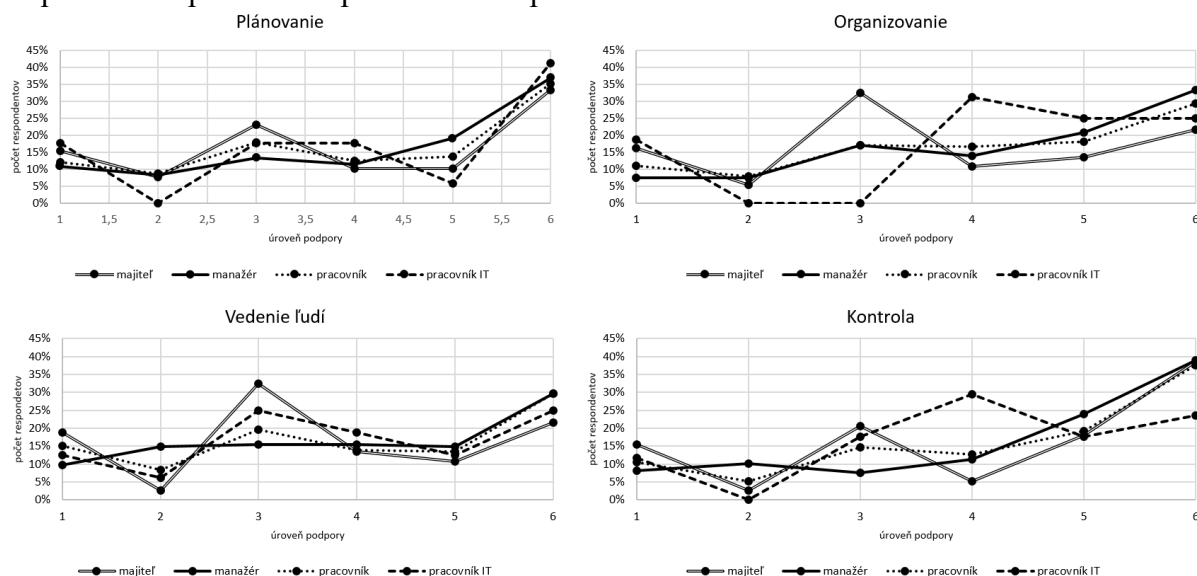 Plánovanie
45%
40%
35%
30%
25%
20%
15%
10%
5%
0%
počet respondentov
1 1,5 2 2,5 3 3,5 4 4,5 5 5,5 6
úroveň podpory
majiteľ manažér pracovník pracovník IT
Organizovanie
45%
40%
35%
30%
25%
20%
15%
10%
5%
0%
počet respondentov
1 2 3 4 5 6
úroveň podpory
majiteľ manažér pracovník pracovník IT
Vedenie ľudí
45%
40%
35%
30%
25%
20%
15%
10%
5%
0%
počet respondetov
1 2 3 4 5 6
úroveň podpory
majiteľ manažér pracovník pracovník IT
Kontrola
45%
40%
35%
30%
25%
20%
15%
10%
5%
0%
počet respondentov
1 2 3 4 5 6
úroveň podpory
majiteľ manažér pracovník pracovník IT